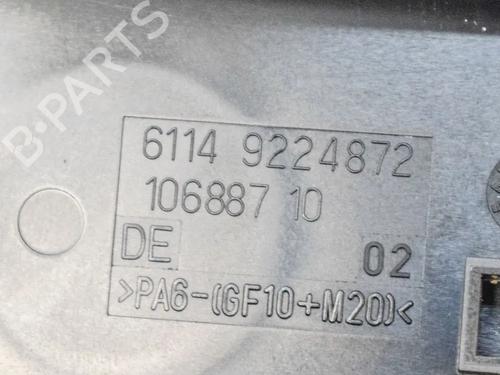 B-PARTS
6114 9224872
106887 10
DE 02
>PA6-(GF10+M20)<